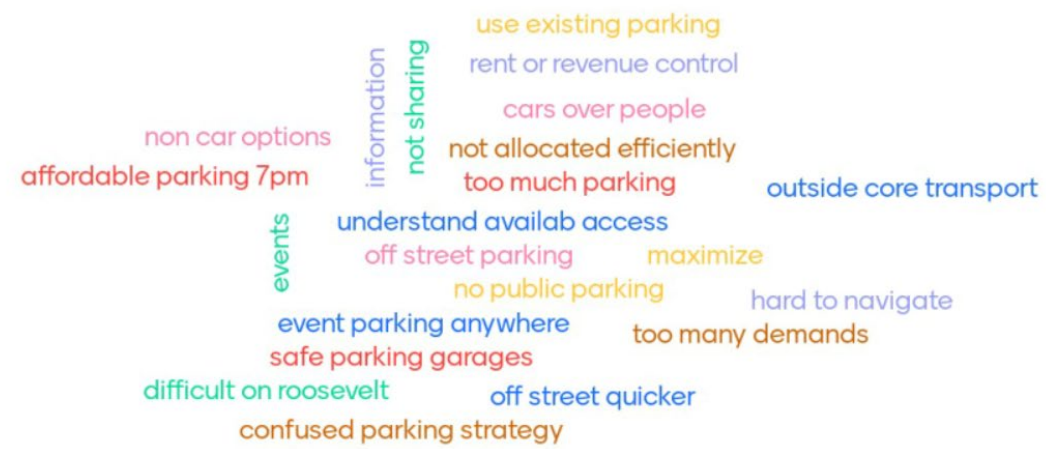 use existing parking
information
not sharing
rent or revenue control
cars over people
non car options
not allocated efficiently
affordable parking 7pm
too much parking
outside core transport
understand availab access
events
off street parking
maximize
no public parking
hard to navigate
event parking anywhere
too many demands
safe parking garages
difficult on roosevelt
off street quicker
confused parking strategy